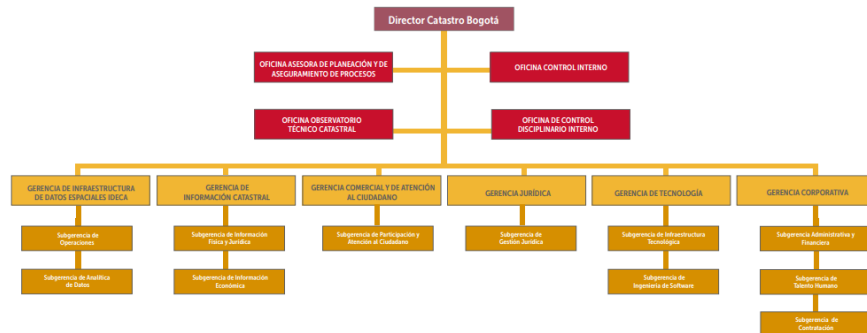 Director Catastro Bogotá
OFICINA ASESORA DE PLANEACIÓN Y DE
ASEGURAMIENTO DE PROCESOS
OFICINA CONTROL INTERNO
OFICINA OBSERVATORIO
TÉCNICO CATASTRAL
OFICINA DE CONTROL
DISCIPLINARIO INTERNO
GERENCIA DE INFRAESTRUCTURA
DE DATOS ESPACIALES IDECA
GERENCIA DE
INFORMACIÓN CATASTRAL
GERENCIA COMERCIAL Y DE ATENCIÓN
AL CIUDADANO
GERENCIA JURÍDICA
GERENCIA DE TECNOLOGÍA
GERENCIA CORPORATIVA
Subgerencia de
Operaciones
Subgerencia de Información
Física y Jurídica
Subgerencia de Participación y
Atención al Ciudadano
Subgerencia de
Gestión Jurídica
Subgerencia de Infraestructura
Tecnológica
Subgerencia Administrativa y
Financiera
Subgerencia de Analítica
de Datos
Subgerencia de Información
Económica
Subgerencia de
Ingeniería de Software
Subgerencia de
Talento Humano
Subgerencia de
Contratación